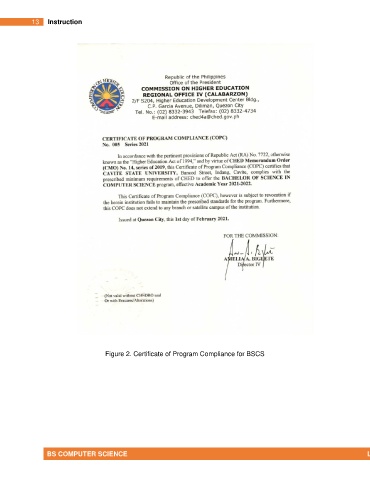 13 Instruction
Republic of the Philippines
Office of the President
COMMISSION ON HIGHER EDUCATION
REGIONAL OFFICE IV (CALABARZON)
2/F 5204, Higher Education Development Center Bldg.,
C.P. Garcia Avenue, Diliman, Quezon City
Tel. No.: (02) 8332-3943 Telefax: (02) 8332-4734
E-mail address: ched4a@ched.gov.ph
CERTIFICATE OF PROGRAM COMPLIANCE (COPC)
No. 005 Series 2021
In accordance with the pertinent provisions of Republic Act (RA) No. 7722, otherwise
known as the "Higher Education Act of 1994," and by virtue of CHED Memorandum Order
(CMO) No. 14, series of 2019, this Certificate of Program Compliance (COPC) certifies that
CAVITE STATE UNIVERSITY, Bancod Street, Indang, Cavite, complies with the
prescribed minimum requirements of CHED to offer the BACHELOR OF SCIENCE IN
COMPUTER SCIENCE program, effective Academic Year 2021-2022.
This Certificate of Program Compliance (COPC), however is subject to revocation if
the herein institution fails to maintain the prescribed standards for the program. Furthermore,
this COPC does not extend to any branch or satellite campus of the institution.
Issued at Quezon City, this 1st day of February 2021.
FOR THE COMMISSION:
AMELIA A. BIGLETE
Director IV
(Not valid without CHEDRO seal
Or with Erasures/Alterations)
Figure 2. Certificate of Program Compliance for BSCS
BS COMPUTER SCIENCE